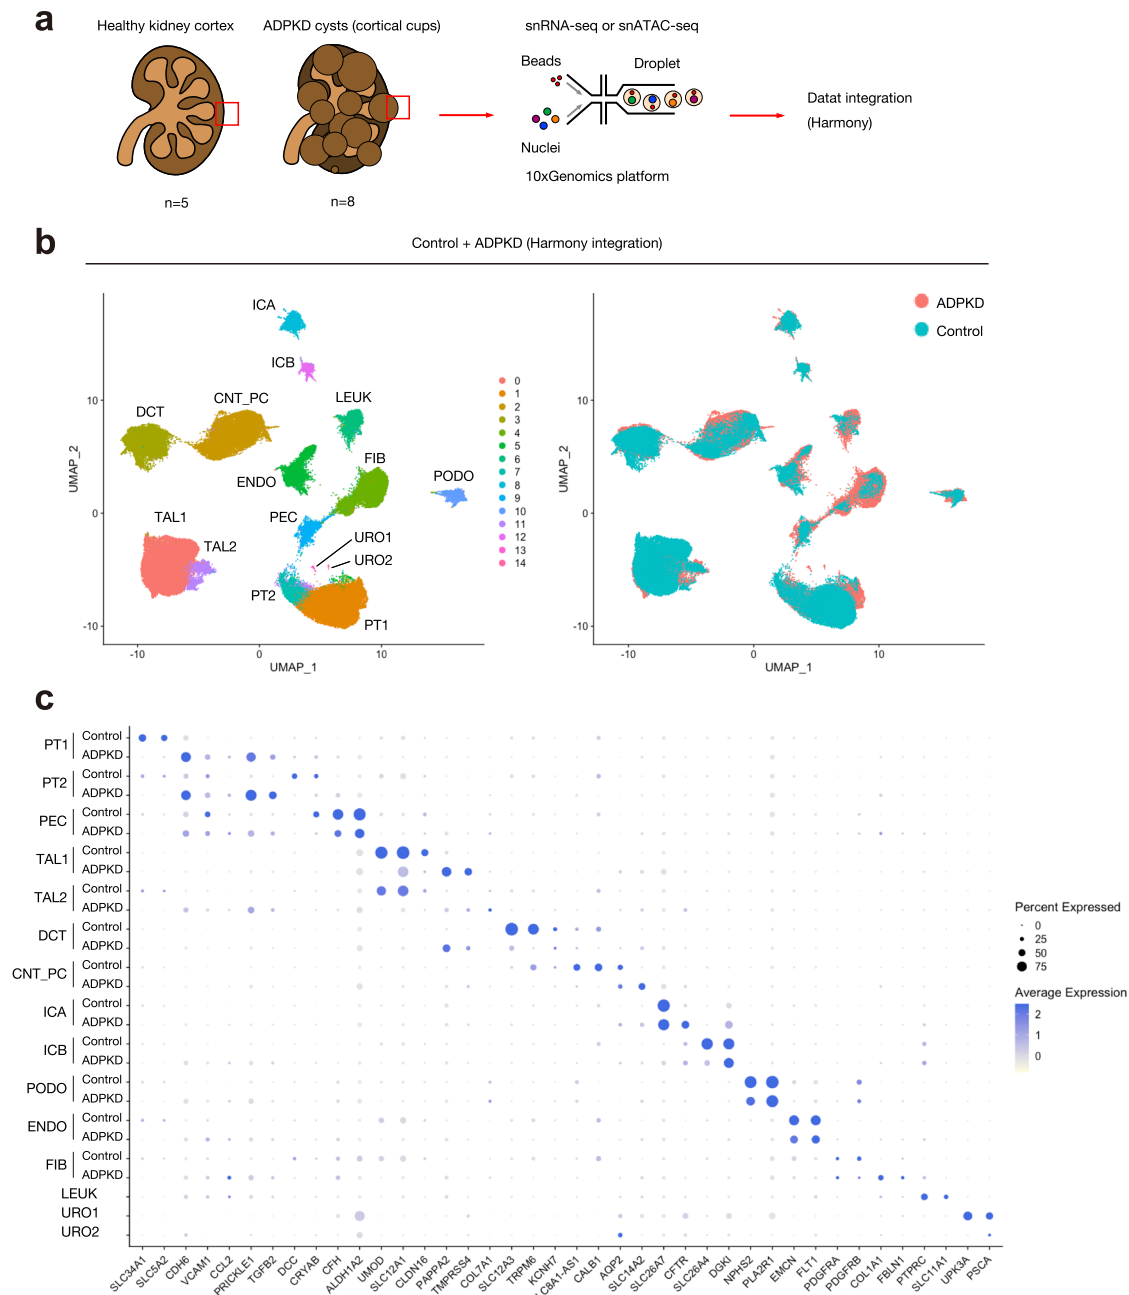 a
Healthy kidney cortex
ADPKD cysts (cortical cups)
snRNA-seq or snATAC-seq
Beads
Droplet
Nuclei
10xGenomics platform
Datat integration
(Harmony)
n=5
n=8
b
Control + ADPKD (Harmony integration)
ICA
ICB
DCT
CNT_PC
LEUK
ENDO
FIB
PODO
PEC
TAL1
TAL2
URO1
URO2
PT2
PT1
10
0
-10
UMAP_2
-10
0
10
UMAP_1
0
1
2
3
4
5
6
7
8
9
10
11
12
13
14
ADPKD
Control
10
0
-10
UMAP_2
-10
0
10
UMAP_1
c
PT1
Control
ADPKD
PT2
Control
ADPKD
PEC
Control
ADPKD
TAL1
Control
ADPKD
TAL2
Control
ADPKD
DCT
Control
ADPKD
CNT_PC
Control
ADPKD
ICA
Control
ADPKD
ICB
Control
ADPKD
PODO
Control
ADPKD
ENDO
Control
ADPKD
FIB
Control
ADPKD
LEUK
URO1
URO2
SLC34A1
SLC5A2
CDH6
VCAM1
CCL2
PRICKLE1
TGFB2
DCC
CRYAB
CFH
ALDH1A2
UMOD
SLC12A1
CLDN16
PAPPA2
TMPRSS4
COL7A1
SLC12A3
TRPM6
KCNH7
LC8A1-AS1
CALB1
AQP2
SLC14A2
SLC26A7
CFTR
SLC26A4
DGKI
NPHS2
PLA2R1
EMCN
FLT1
PDGFRA
PDGFRB
COL1A1
FBLN1
PTPRC
SLC11A1
UPK3A
PSCA
Percent Expressed
0
25
50
75
Average Expression
2
1
0